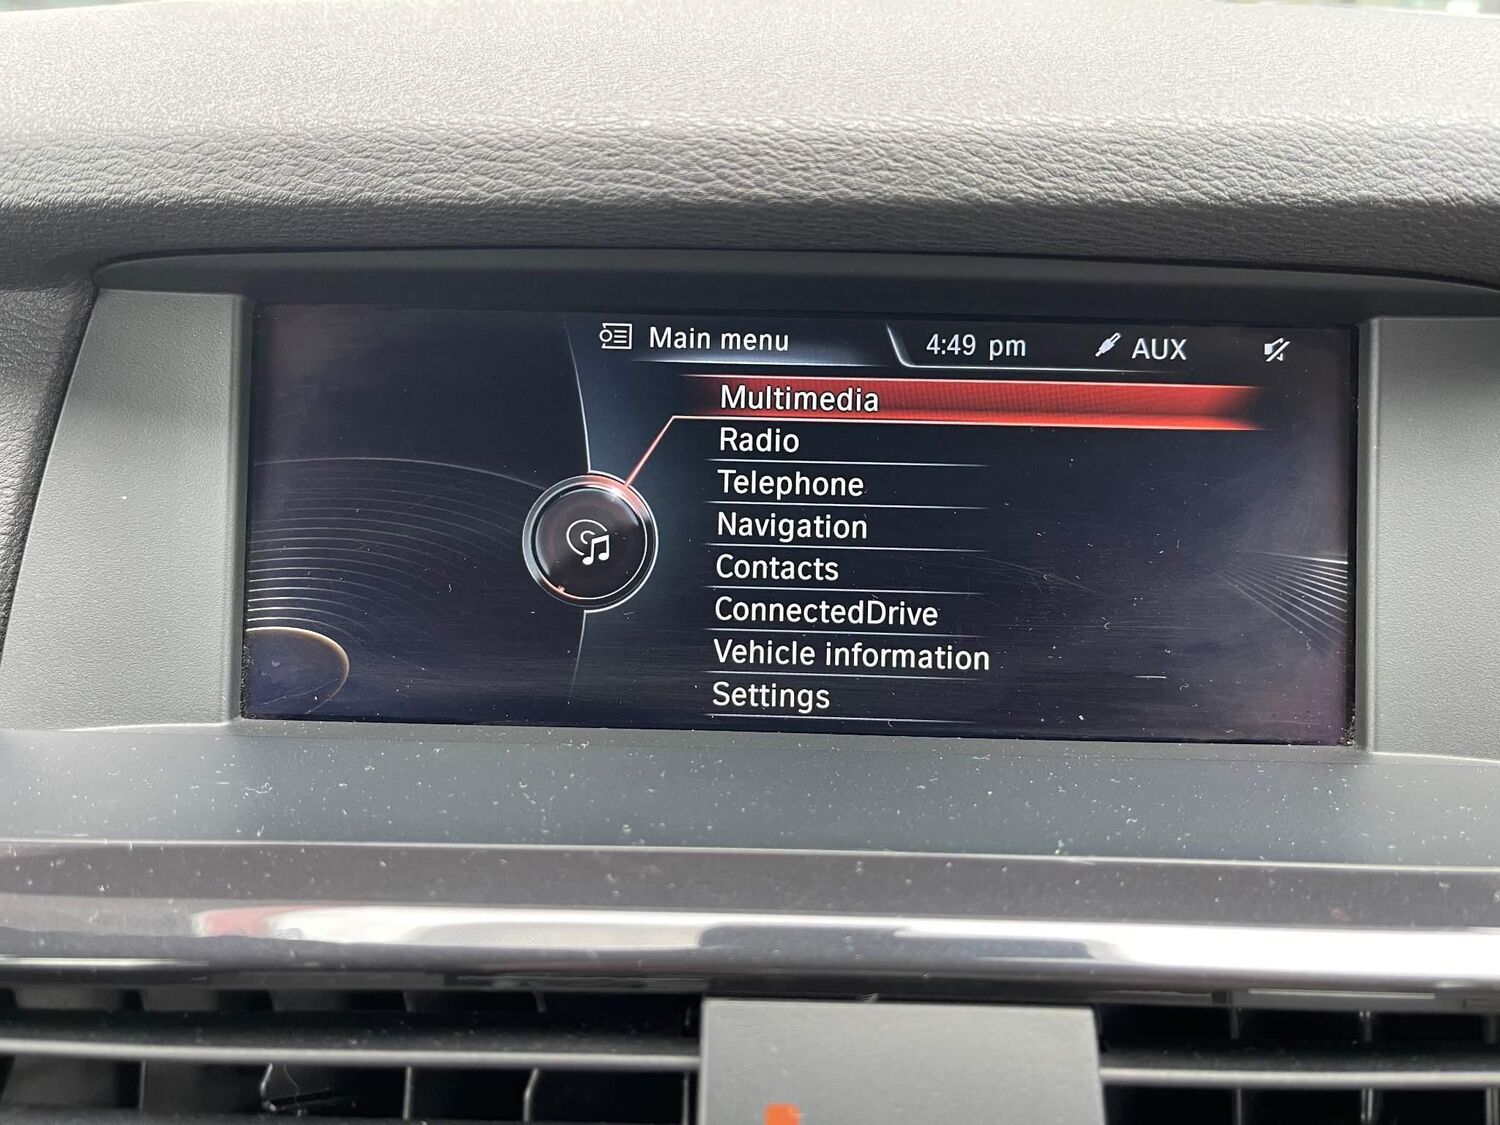 Main menu 4:49 pm AUX
Multimedia
Radio
Telephone
Navigation
Contacts
ConnectedDrive
Vehicle information
Settings